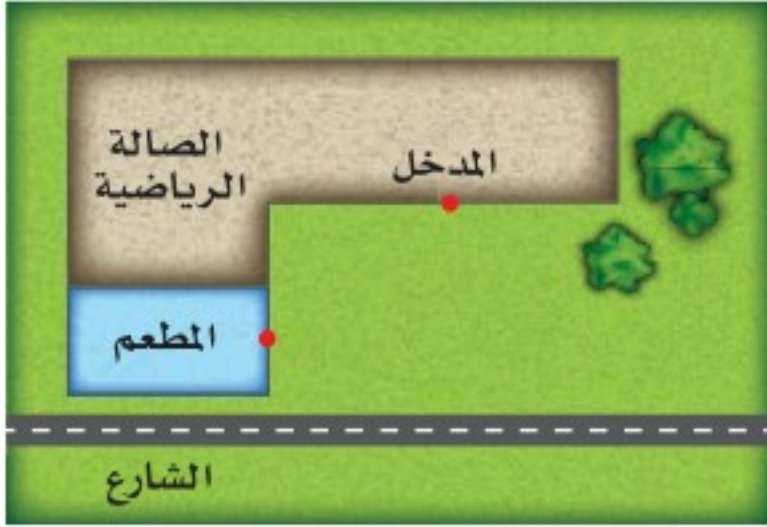 الصالة
الرياضية
المدخل
المطعم
الشارع